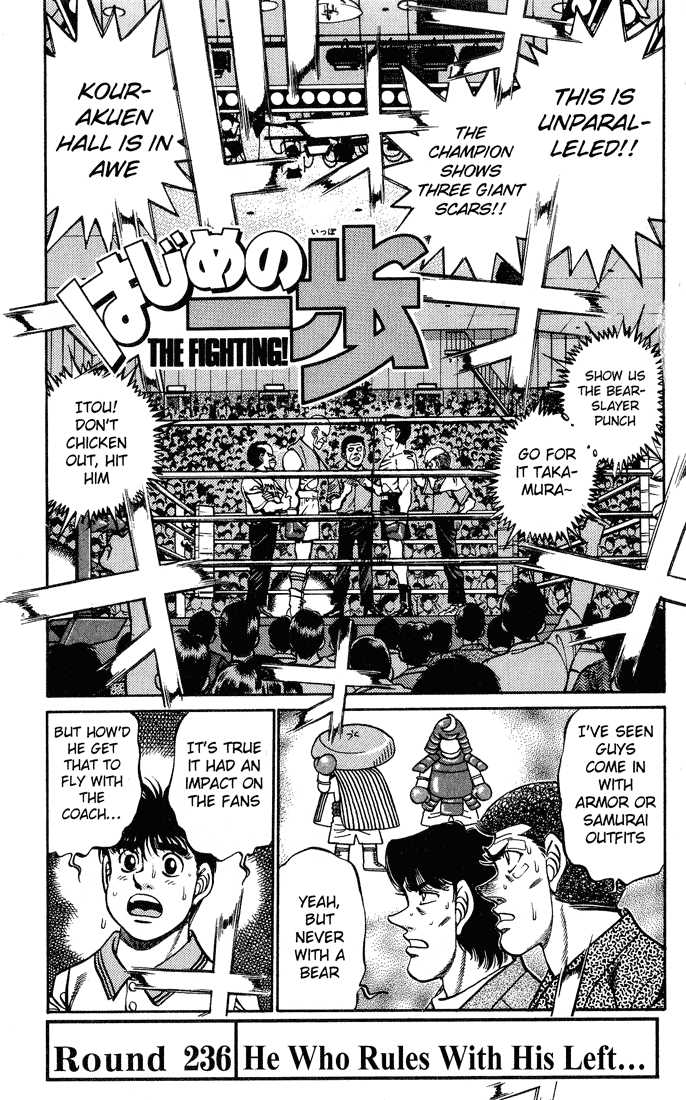 THIS IS
UNPARAL-
LELED!!
THE
CHAMPION
SHOWS
THREE GIANT
SCARS!!
KOUR-
AKUEN
HALL IS IN
AWE
いっぽ
はじめの一歩
THE FIGHTING!
SHOW US
THE BEAR-
SLAYER
PUNCH
GO FOR
IT TAKA-
MURA~
ITOU!
DON'T
CHICKEN
OUT, HIT
HIM
I'VE SEEN
GUYS
COME IN
WITH
ARMOR OR
SAMURAI
OUTFITS
YEAH,
BUT
NEVER
WITH A
BEAR
IT'S TRUE
IT HAD AN
IMPACT ON
THE FANS
BUT HOW'D
HE GET
THAT TO
FLY WITH
THE
COACH...
Round 236
He Who Rules With His Left...